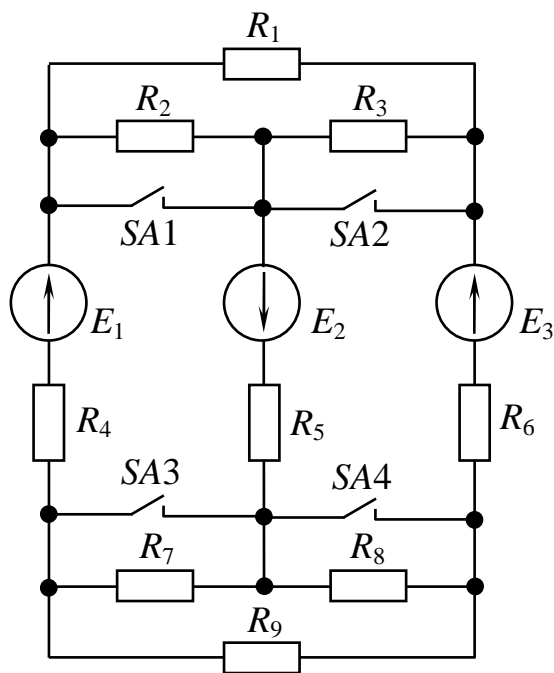 R₁
R₂ R₃
SA1 SA2
E₁ E₂ E₃
R₄ R₅ R₆
SA3 SA4
R₇ R₈
R₉